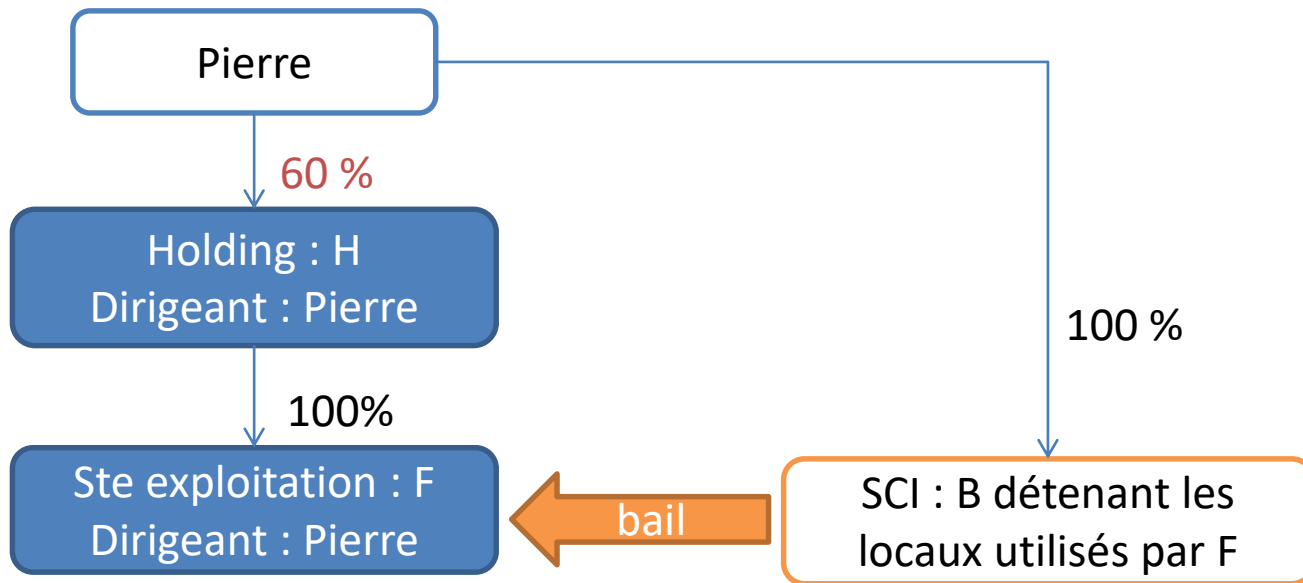 Pierre
60 %
Holding : H
Dirigeant : Pierre
100 %
100%
Ste exploitation : F
Dirigeant : Pierre
bail
SCI : B détenant les
locaux utilisés par F